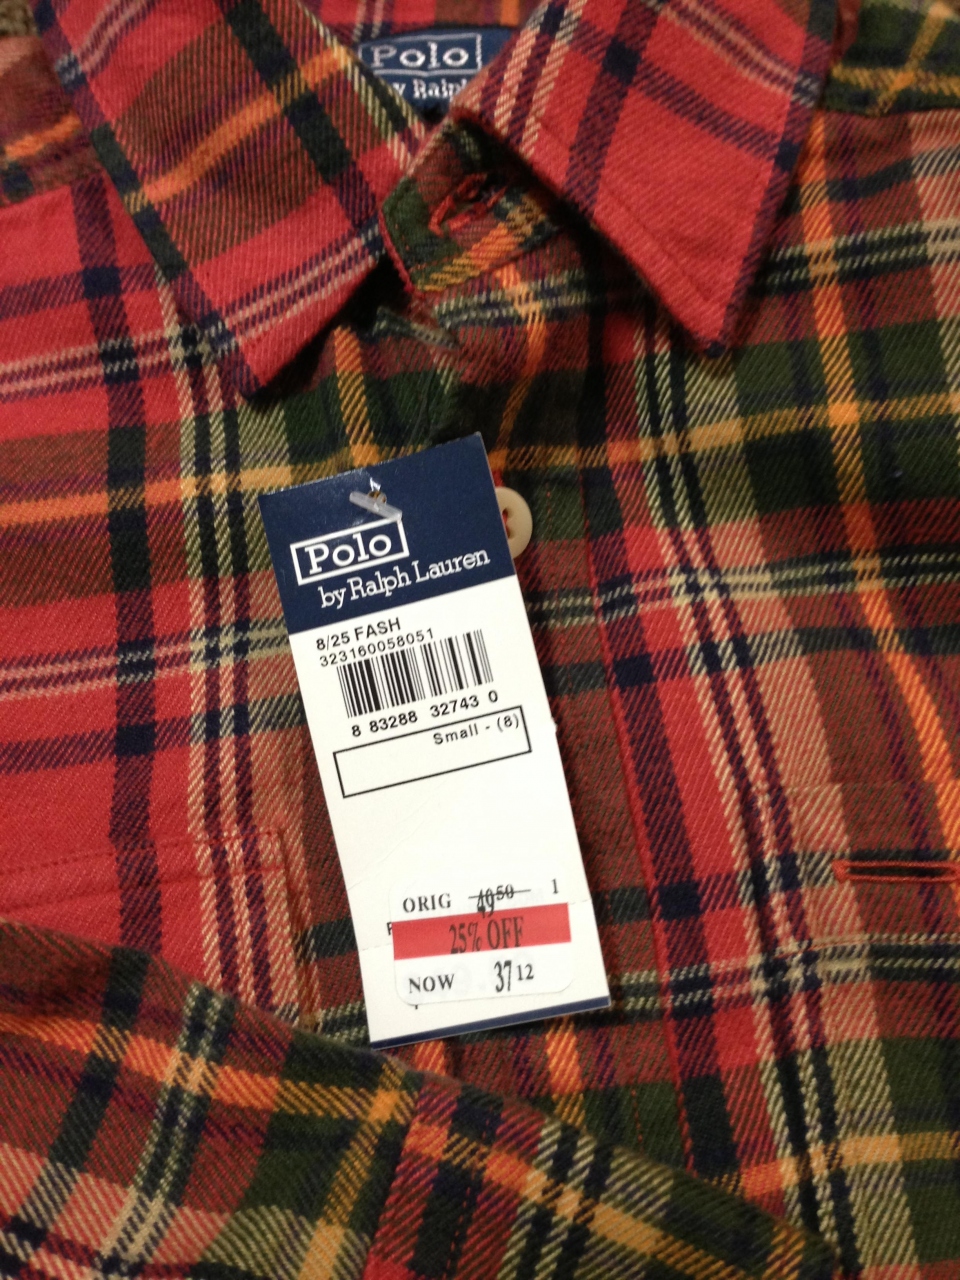 Polo
by Ralph
Polo
by Ralph Lauren
8/25 FASH
323160058051
8 83288 32743 0
Small - (8)
ORIG 49 50 1
25% OFF
NOW 37 12